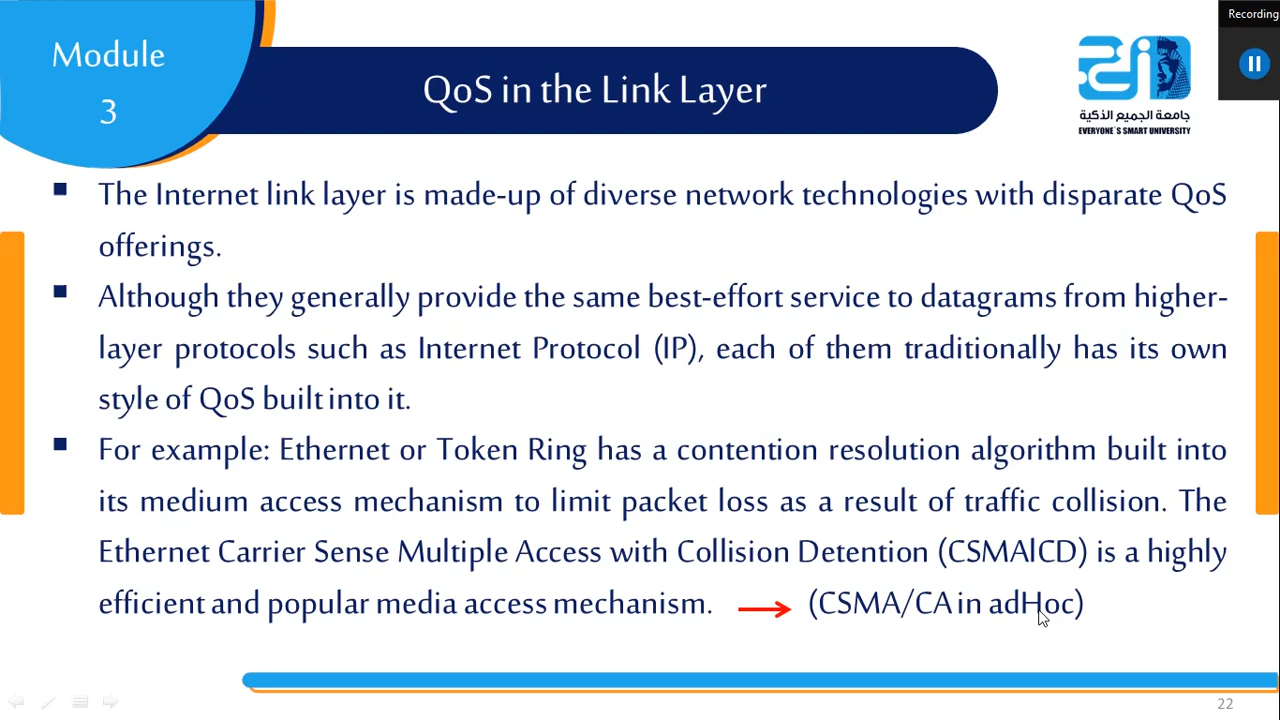 Recording
Module
3
QoS in the Link Layer
جامعة الجميع الذكية
EVERYONE`S SMART UNIVERSITY
▪ The Internet link layer is made-up of diverse network technologies with disparate QoS
offerings.
▪ Although they generally provide the same best-effort service to datagrams from higher-
layer protocols such as Internet Protocol (IP), each of them traditionally has its own
style of QoS built into it.
▪ For example: Ethernet or Token Ring has a contention resolution algorithm built into
its medium access mechanism to limit packet loss as a result of traffic collision. The
Ethernet Carrier Sense Multiple Access with Collision Detention (CSMAlCD) is a highly
efficient and popular media access mechanism. → (CSMA/CA in adHoc)
22